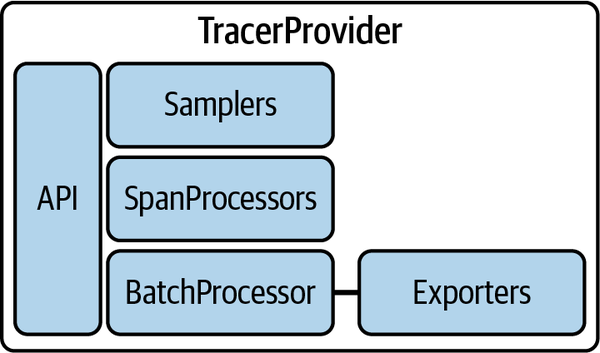 TracerProvider
API
Samplers
SpanProcessors
BatchProcessor
Exporters